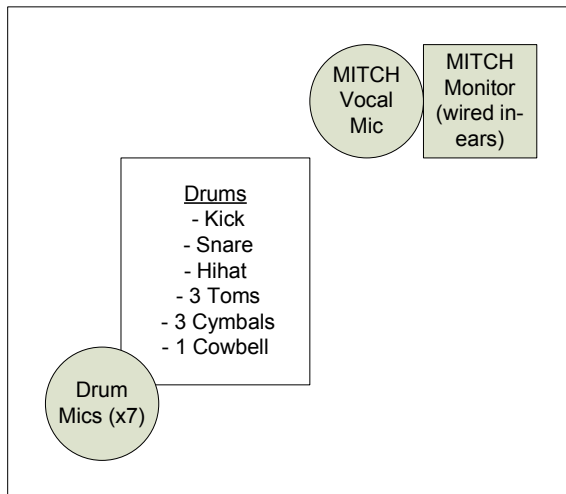 MITCH
Vocal
Mic
MITCH
Monitor
(wired in-
ears)
Drums
- Kick
- Snare
- Hihat
- 3 Toms
- 3 Cymbals
- 1 Cowbell
Drum
Mics (x7)